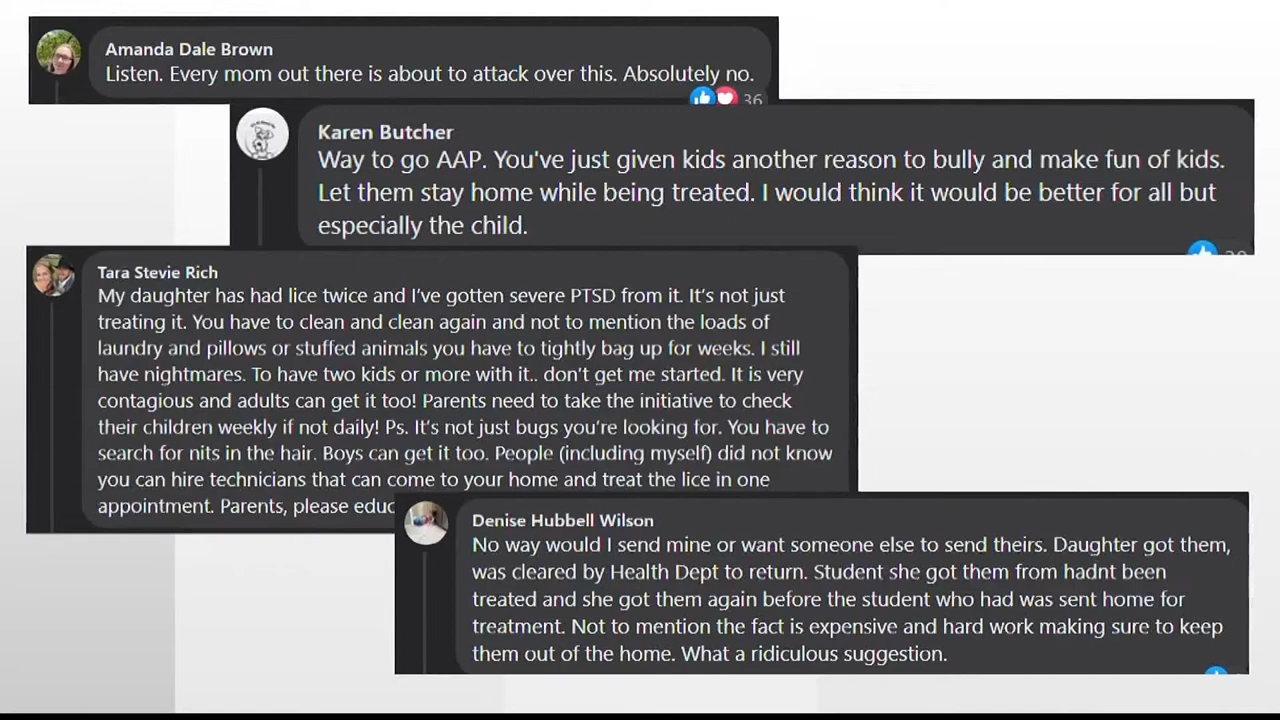 Amanda Dale Brown
Listen. Every mom out there is about to attack over this. Absolutely no.
36
Karen Butcher
Way to go AAP. You've just given kids another reason to bully and make fun of kids.
Let them stay home while being treated. I would think it would be better for all but
especially the child.
Tara Stevie Rich
My daughter has had lice twice and I've gotten severe PTSD from it. It's not just
treating it. You have to clean and clean again and not to mention the loads of
laundry and pillows or stuffed animals you have to tightly bag up for weeks. I still
have nightmares. To have two kids or more with it.. don't get me started. It is very
contagious and adults can get it too! Parents need to take the initiative to check
their children weekly if not daily! Ps. It's not just bugs you're looking for. You have to
search for nits in the hair. Boys can get it too. People (including myself) did not know
you can hire technicians that can come to your home and treat the lice in one
appointment. Parents, please educ
Denise Hubbell Wilson
No way would I send mine or want someone else to send theirs. Daughter got them,
was cleared by Health Dept to return. Student she got them from hadnt been
treated and she got them again before the student who had was sent home for
treatment. Not to mention the fact is expensive and hard work making sure to keep
them out of the home. What a ridiculous suggestion.